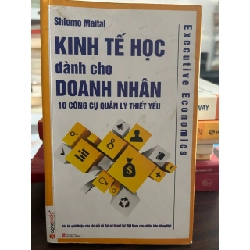 Shlomo Maital
KINH TẾ HỌC
dành cho
DOANH NHÂN
10 CÔNG CỤ QUẢN LÝ THIẾT YẾU
Executive Economics